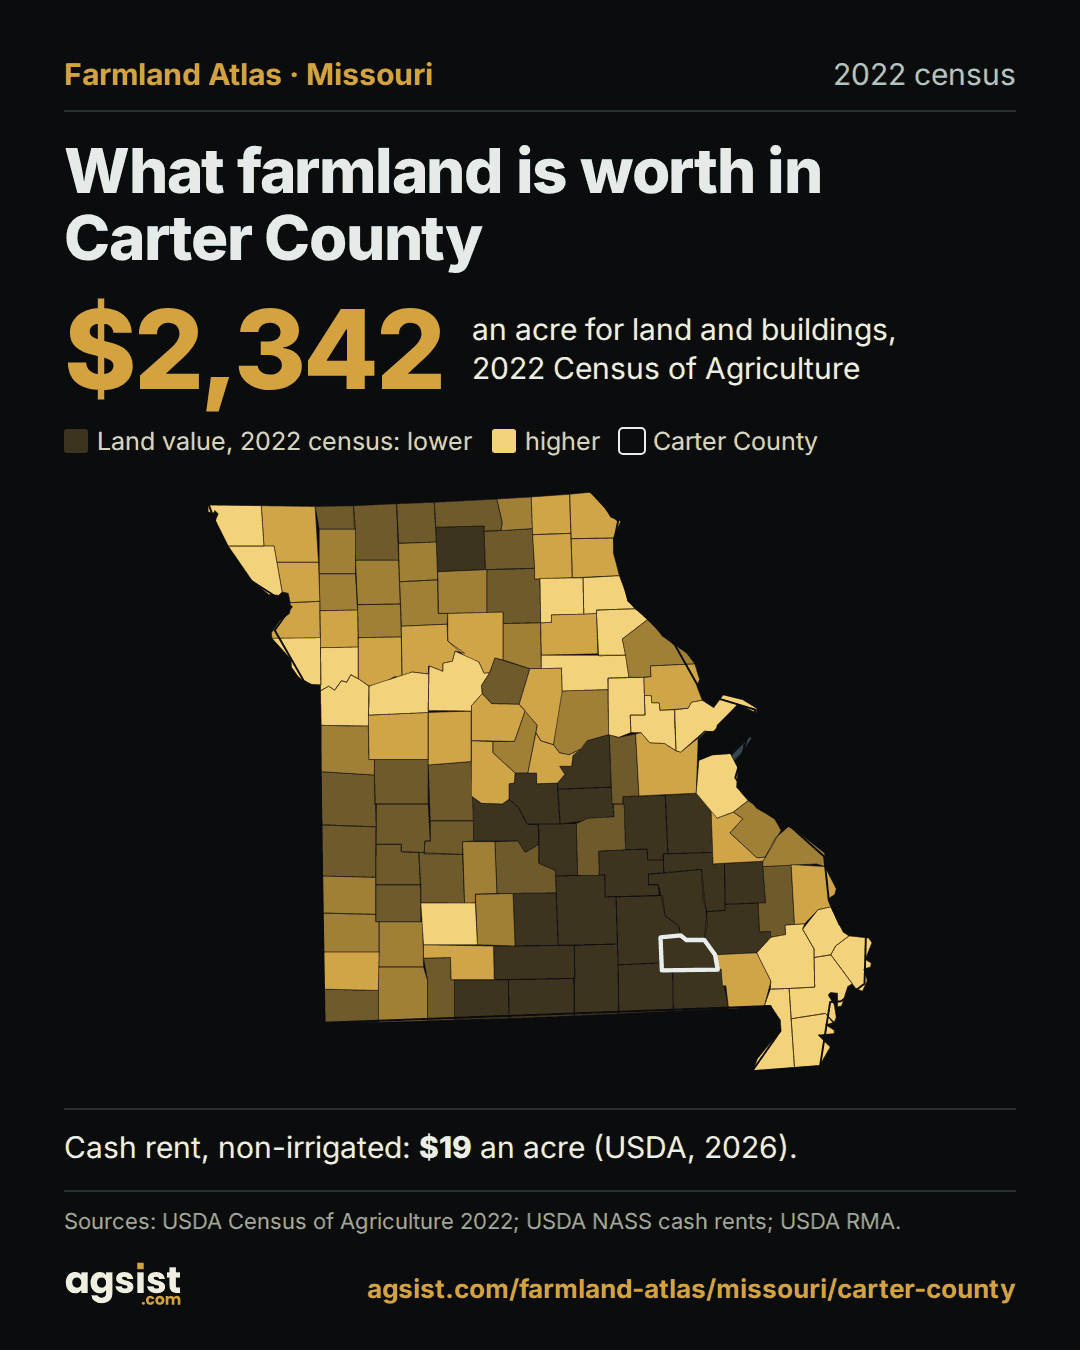 Farmland Atlas · Missouri
2022 census
What farmland is worth in
Carter County
$2,342
an acre for land and buildings,
2022 Census of Agriculture
Land value, 2022 census: lower
higher
Carter County
Cash rent, non-irrigated: $19 an acre (USDA, 2026).
Sources: USDA Census of Agriculture 2022; USDA NASS cash rents; USDA RMA.
agsist
.com
agsist.com/farmland-atlas/missouri/carter-county